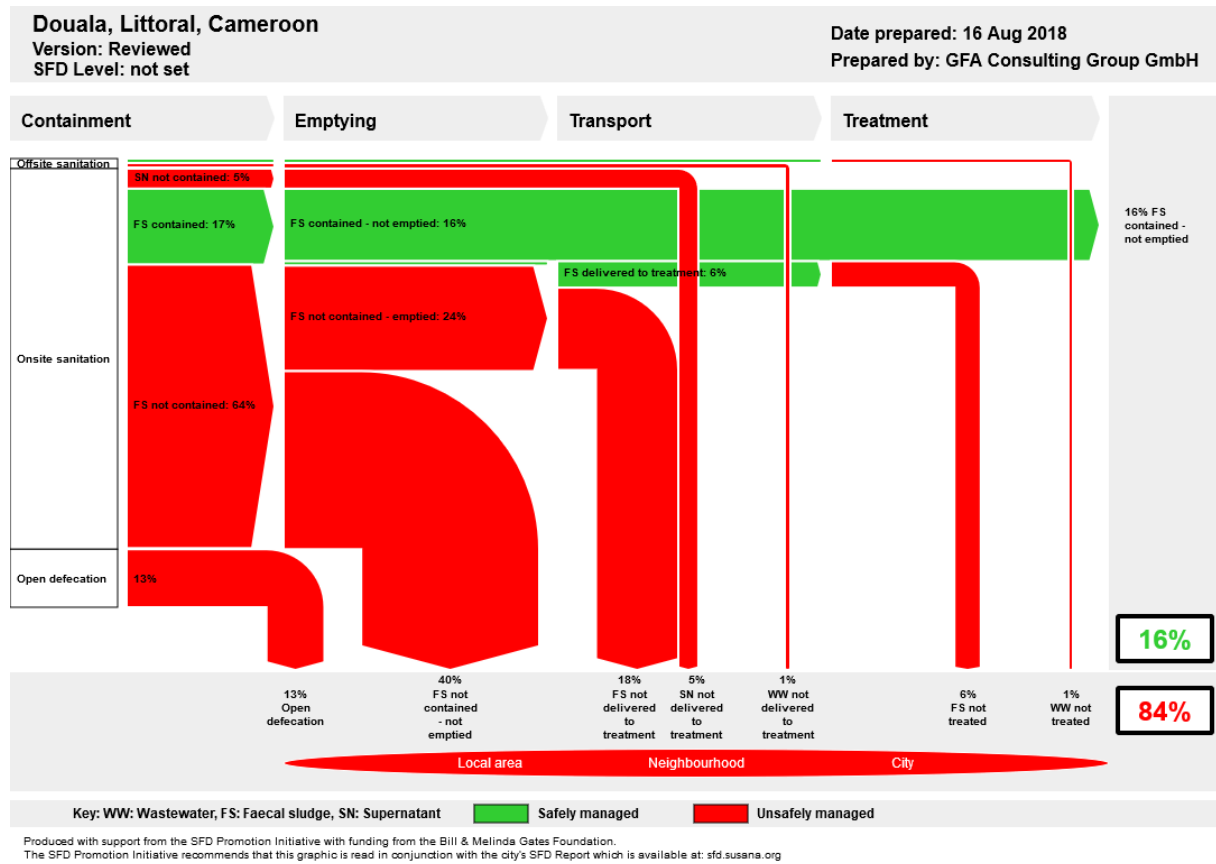 Douala, Littoral, Cameroon
Version: Reviewed
SFD Level: not set
Date prepared: 16 Aug 2018
Prepared by: GFA Consulting Group GmbH
Containment
Emptying
Transport
Treatment
Offsite sanitation
SN not contained: 5%
FS contained: 17%
FS contained - not emptied: 16%
16% FS
contained -
not emptied
FS delivered to treatment: 6%
FS not contained - emptied: 24%
Onsite sanitation
FS not contained: 64%
Open defecation
13%
16%
84%
13%
Open
defecation
40%
FS not
contained
- not
emptied
18%
FS not
delivered
to
treatment
5%
SN not
delivered
to
treatment
1%
WW not
delivered
to
treatment
6%
FS not
treated
1%
WW not
treated
Local area
Neighbourhood
City
Key: WW: Wastewater, FS: Faecal sludge, SN: Supernatant
Safely managed
Unsafely managed
Produced with support from the SFD Promotion Initiative with funding from the Bill & Melinda Gates Foundation.
The SFD Promotion Initiative recommends that this graphic is read in conjunction with the city's SFD Report which is available at: sfd.susana.org